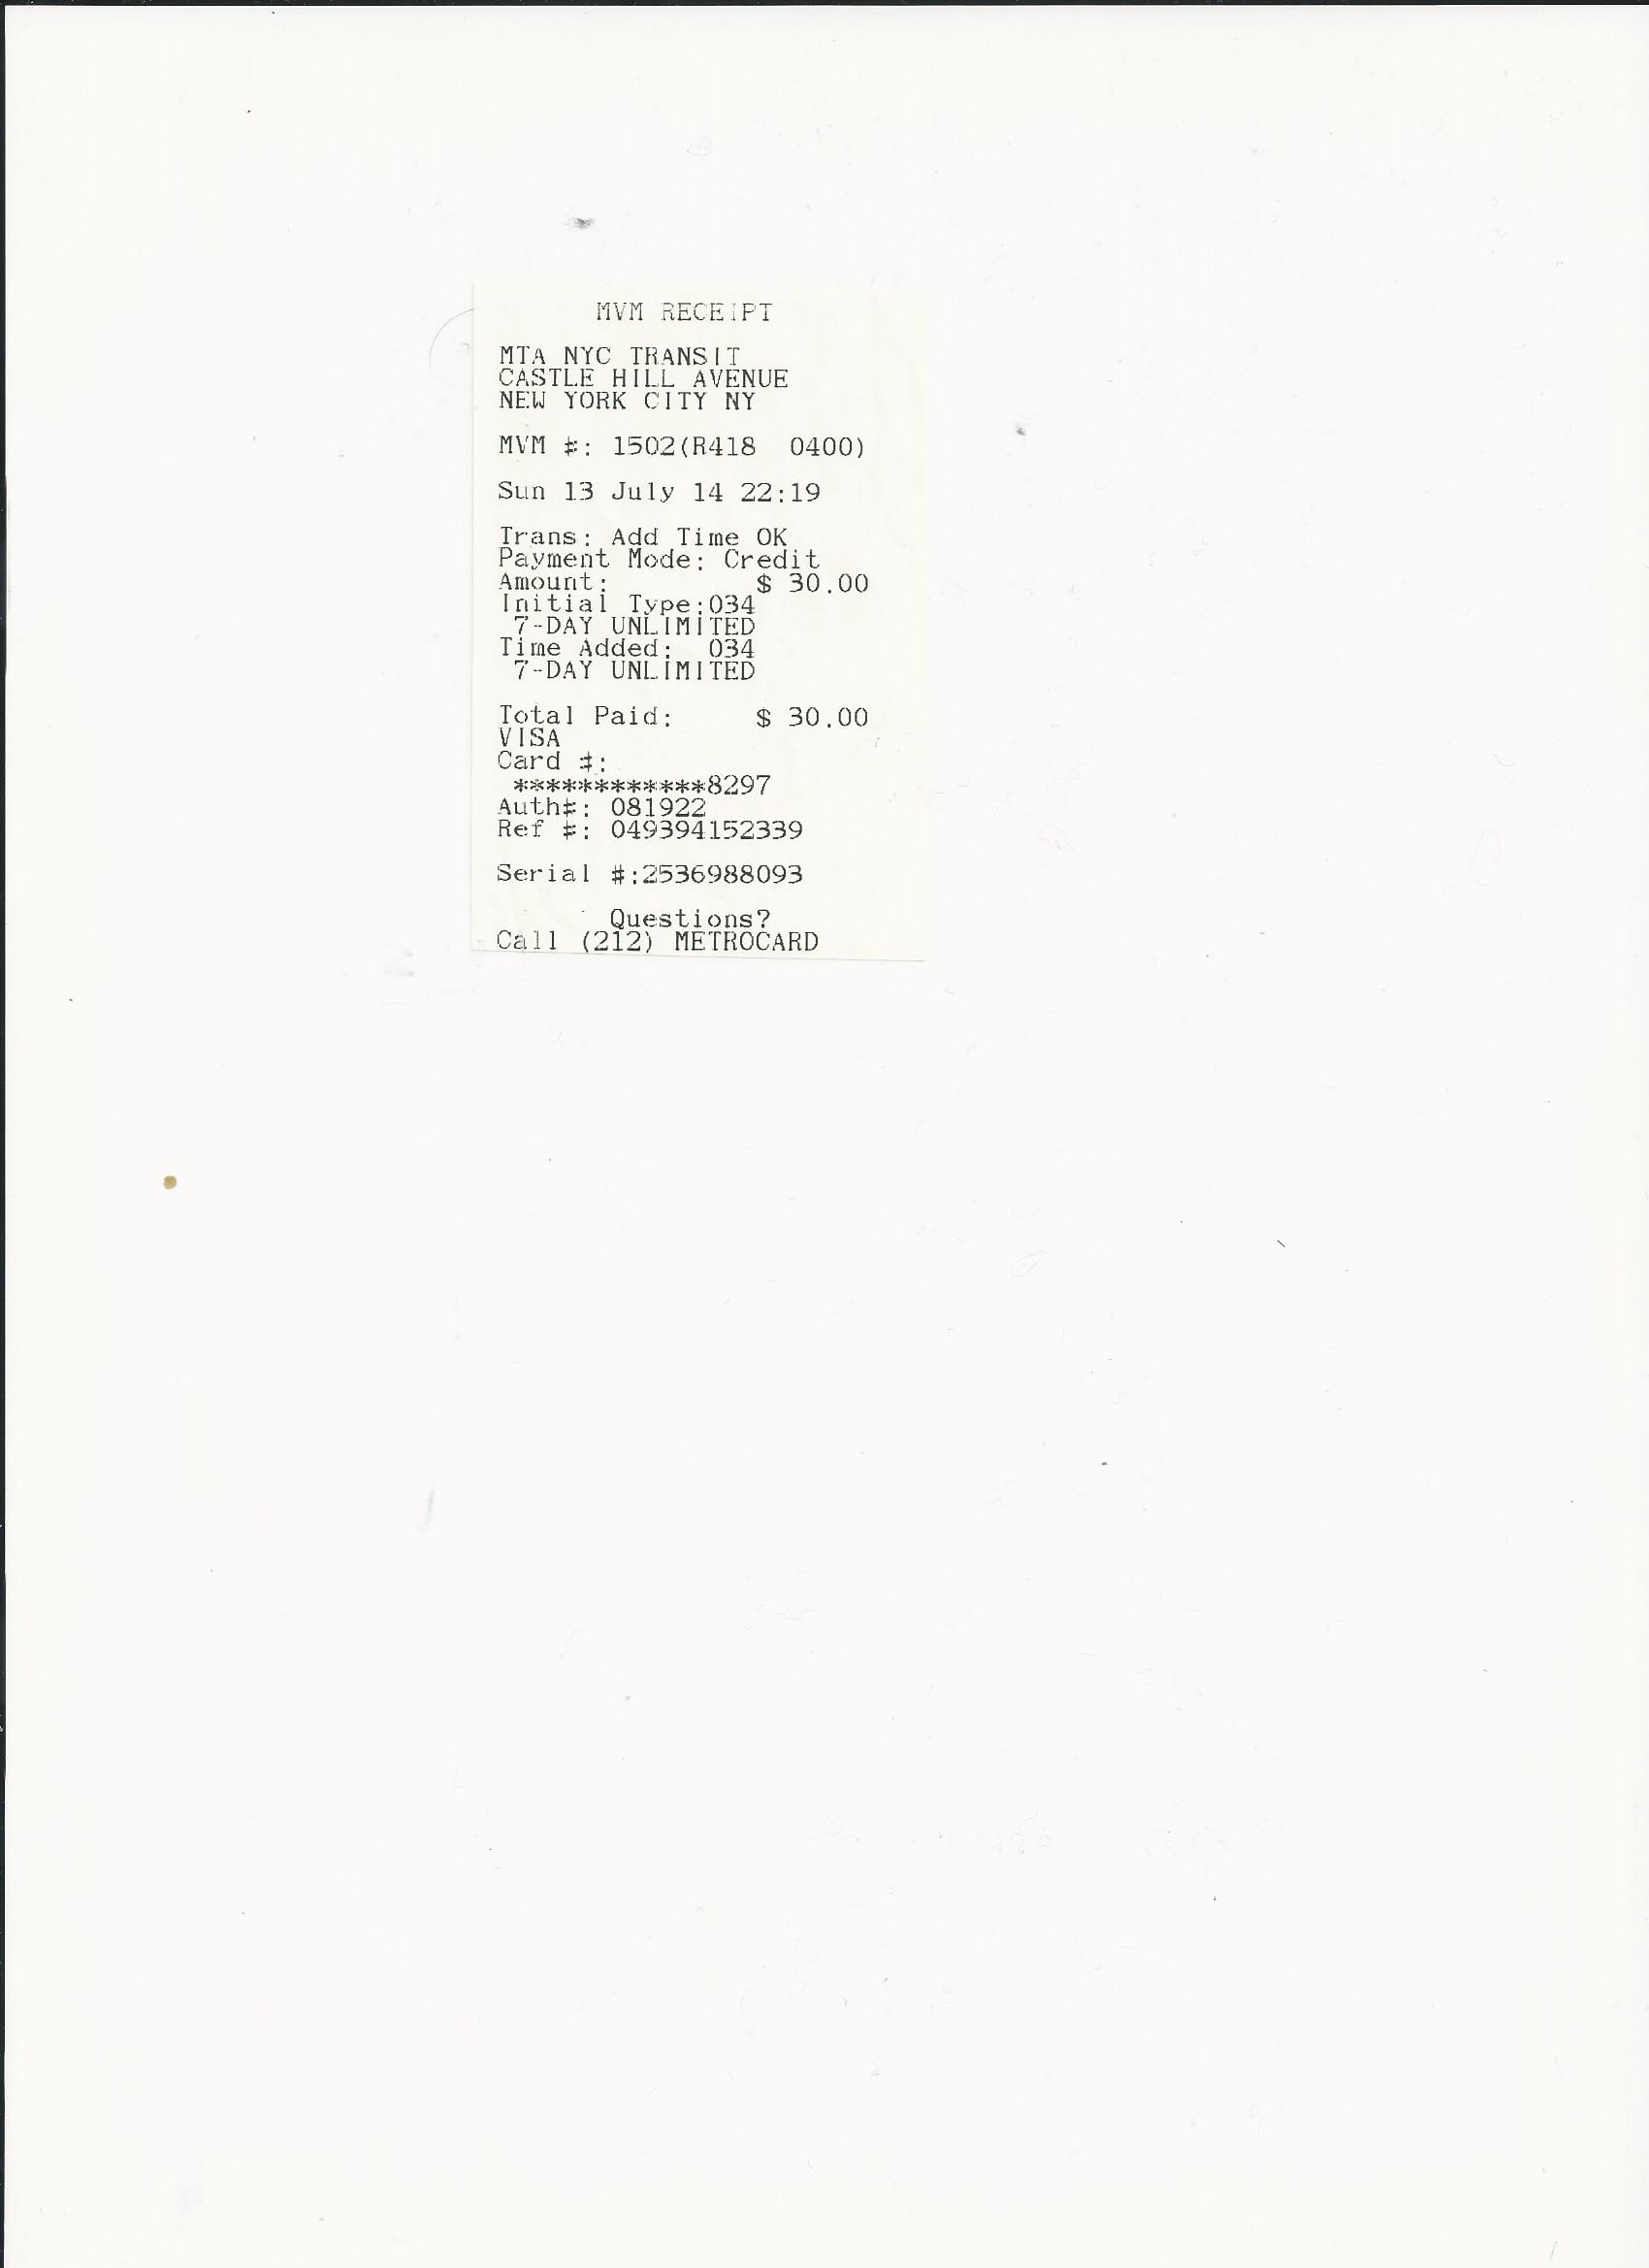 MVM RECEIPT
MTA NYC TRANSIT
CASTLE HILL AVENUE
NEW YORK CITY NY
MVM #: 1502(R418  0400)
Sun 13 July 14 22:19
Trans: Add Time OK
Payment Mode: Credit
Amount:         $ 30.00
Initial Type:034
 7-DAY UNLIMITED
Time Added:  034
 7-DAY UNLIMITED
Total Paid:     $ 30.00
VISA
Card #:
 ************8297
Auth#: 081922
Ref #: 049394152339
Serial #:2536988093
Questions?
Call (212) METROCARD